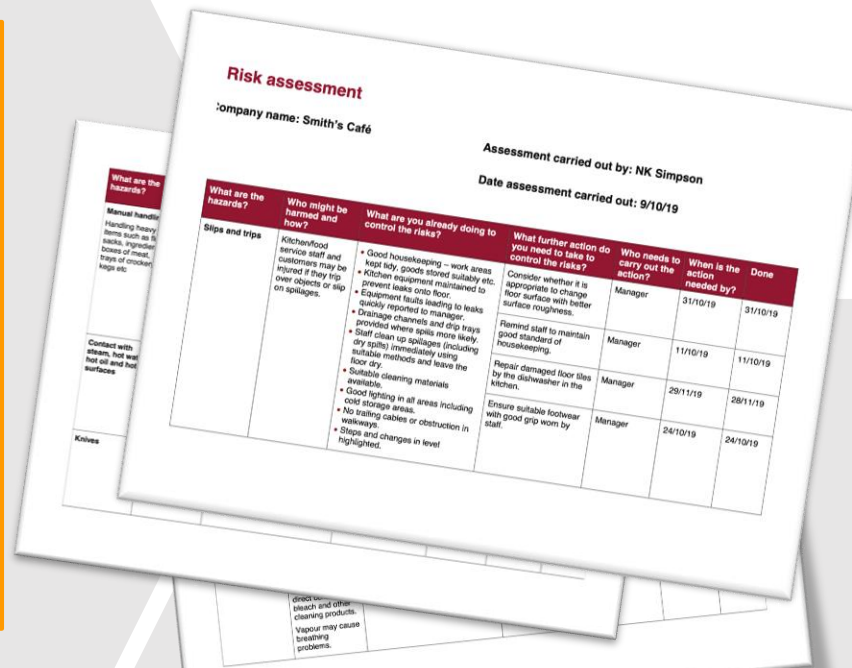 Risk assessment
ompany name: Smith's Café
Assessment carried out by: NK Simpson
Date assessment carried out: 9/10/19
What are the
hazards?
Who might be
harmed and
how?
What are you already doing to
control the risks?
What further action do
you need to take to
control the risks?
Who needs to
carry out the
action?
When is the
action
needed by?
Done
Slips and trips
Kitchen/food
service staff and
customers may be
injured if they trip
over objects or slip
on spillages.
• Good housekeeping – work areas
kept tidy, goods stored suitably etc.
• Kitchen equipment maintained to
prevent leaks onto floor.
• Equipment faults leading to leaks
quickly reported to manager.
• Drainage channels and drip trays
provided where spills more likely.
• Staff clean up spillages (including
dry spills) immediately using
suitable methods and leave the
floor dry.
• Suitable cleaning materials
available.
• Good lighting in all areas including
cold storage areas.
• No trailing cables or obstruction in
walkways.
• Steps and changes in level
highlighted.
Consider whether it is
appropriate to change
floor surface with better
surface roughness.
Manager
31/10/19
31/10/19
Remind staff to maintain
good standard of
housekeeping.
Manager
11/10/19
11/10/19
Repair damaged floor tiles
by the dishwasher in the
kitchen.
Manager
29/11/19
28/11/19
Ensure suitable footwear
with good grip worn by
staff.
Manager
24/10/19
24/10/19
What are the
hazards?
Manual handlin
Handling heavy
items such as fl
sacks, ingredien
boxes of meat,
trays of crocker
kegs etc
Contact with
steam, hot wat
hot oil and hot
surfaces
Knives
direct
bleach and other
cleaning products.
Vapour may cause
breathing
problems.